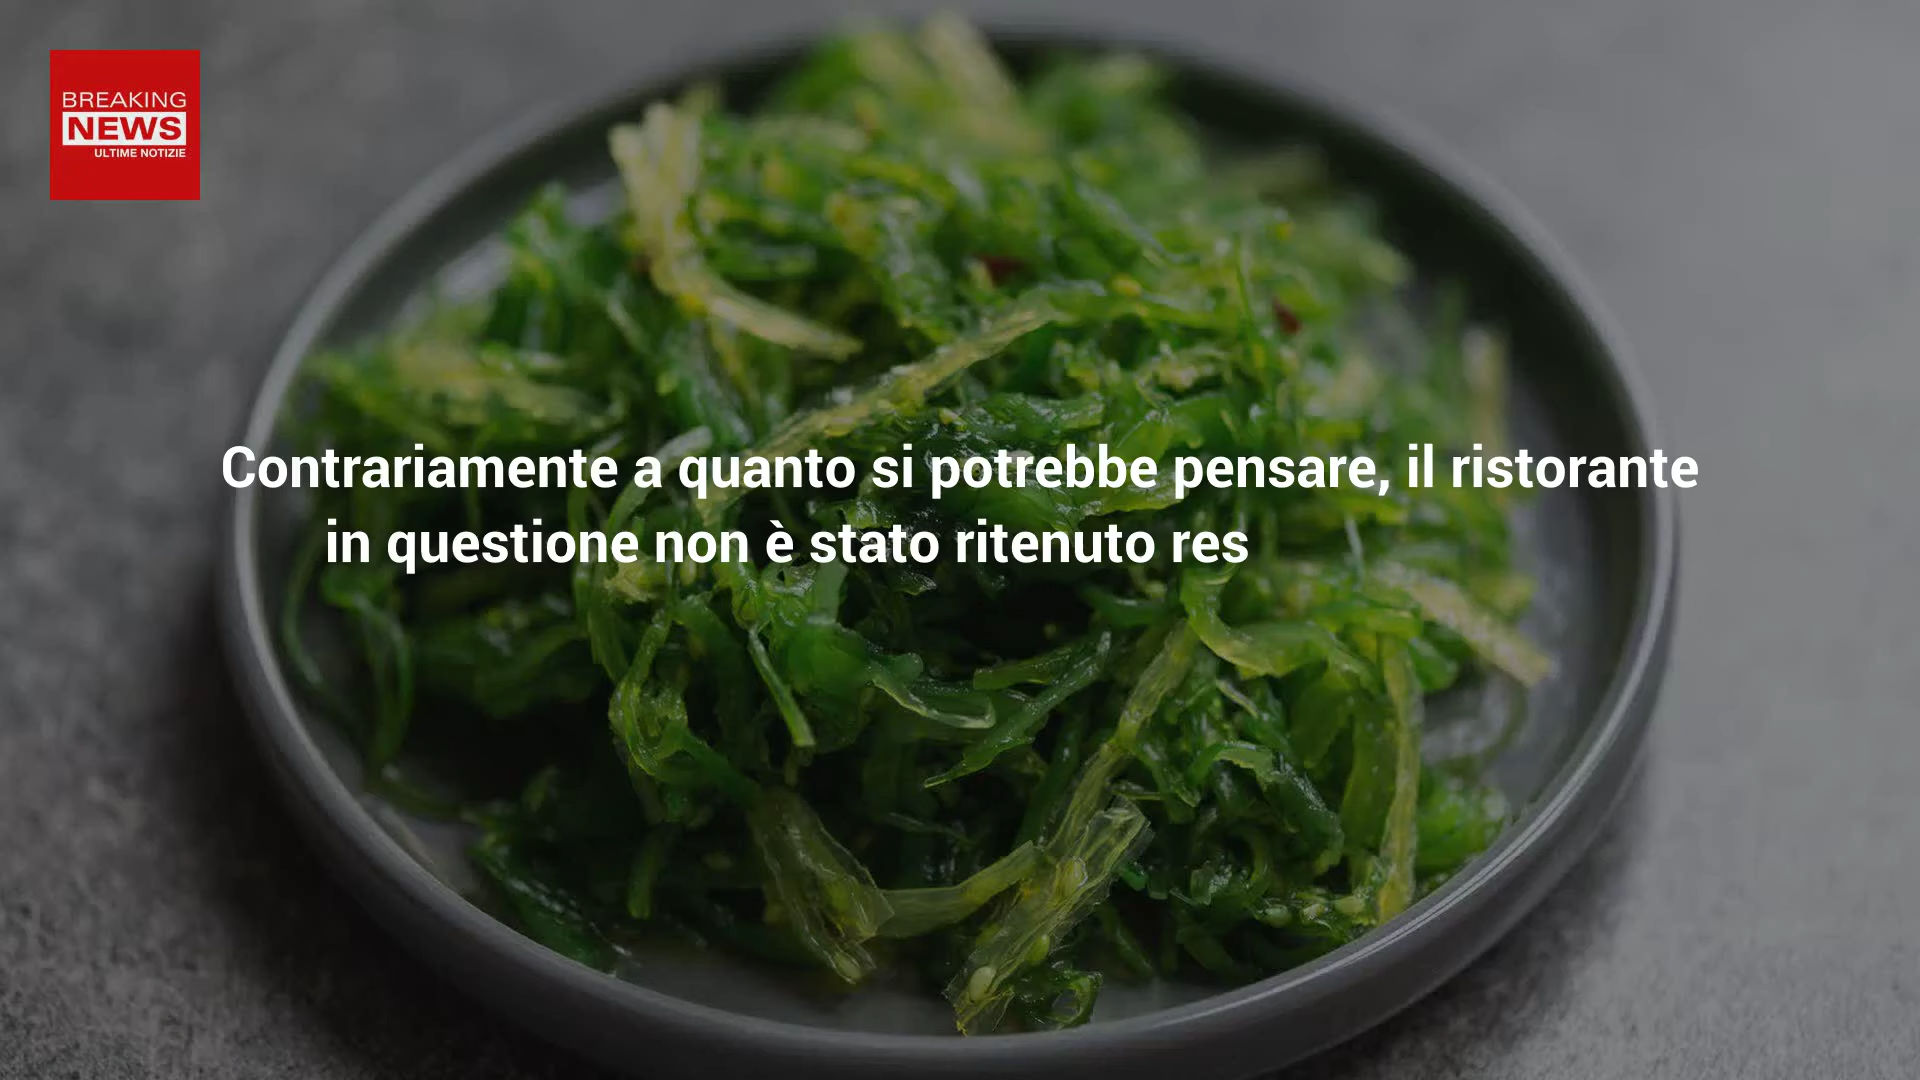 BREAKING
NEWS
ULTIME NOTIZIE
Contrariamente a quanto si potrebbe pensare, il ristorante
in questione non è stato ritenuto res